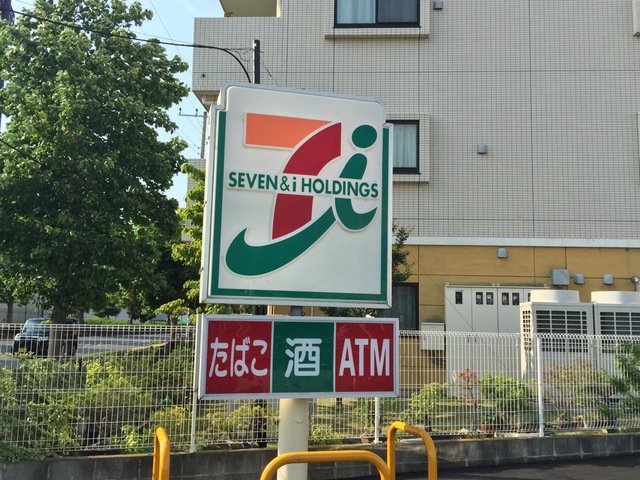 SEVEN & i HOLDINGS
たばこ 酒 ATM